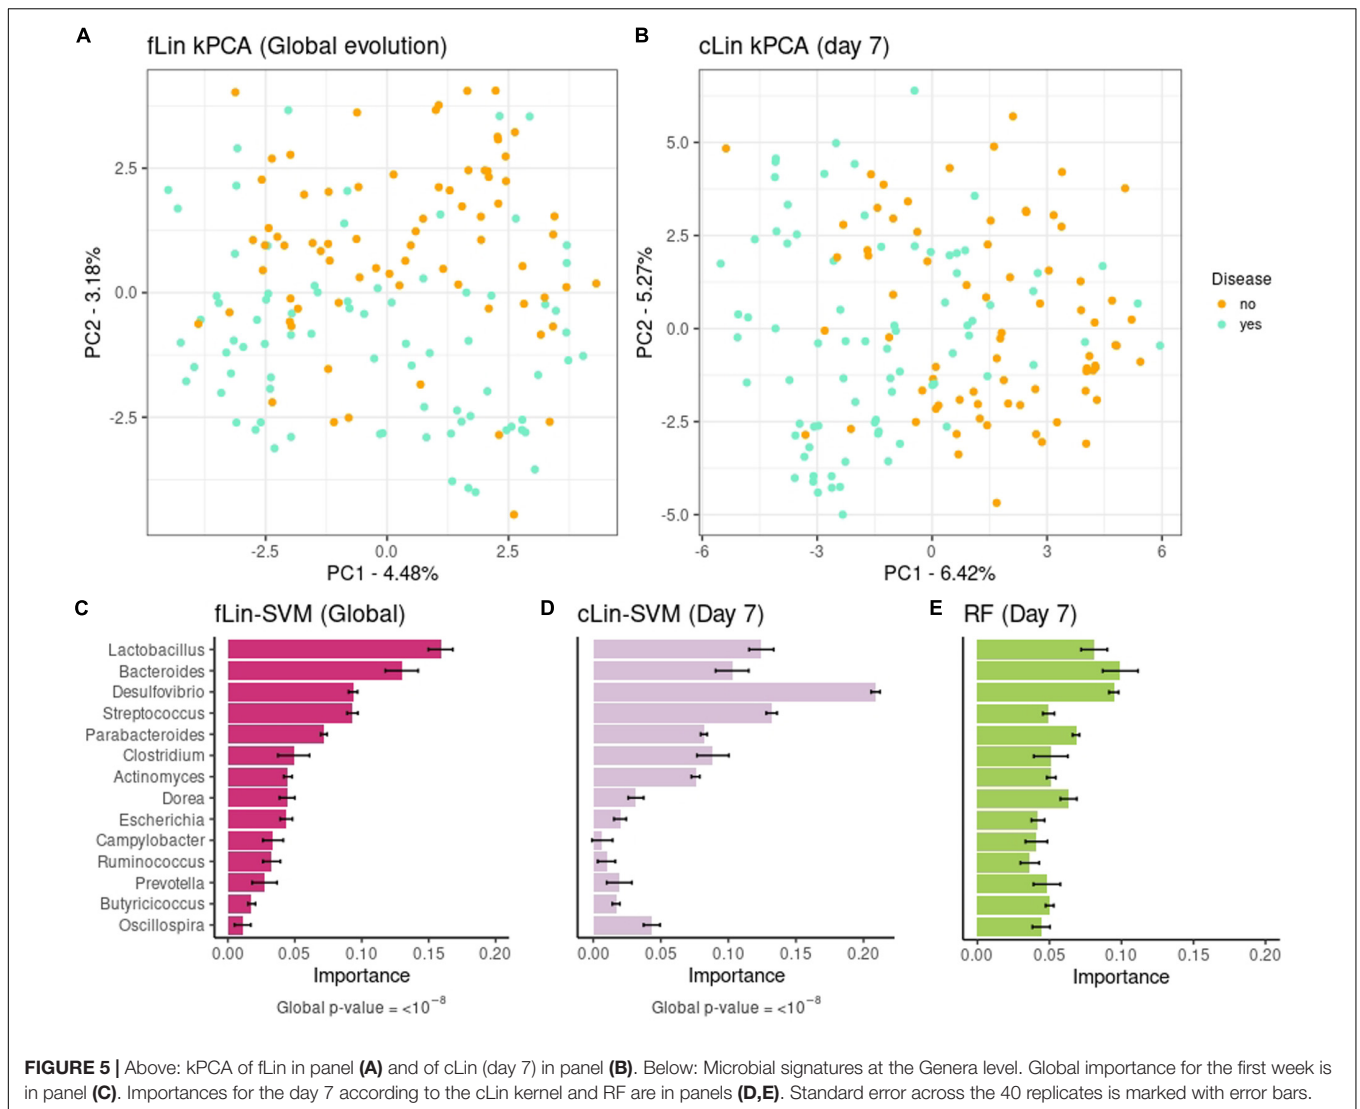 A
fLin kPCA (Global evolution)
PC2 - 3.18%
2.5
0.0
-2.5
-2.5
0.0
2.5
PC1 - 4.48%
B
cLin kPCA (day 7)
PC2 - 5.27%
5.0
2.5
0.0
-2.5
-5.0
-6
-3
0
3
6
PC1 - 6.42%
Disease
no
yes
C
fLin-SVM (Global)
Lactobacillus
Bacteroides
Desulfovibrio
Streptococcus
Parabacteroides
Clostridium
Actinomyces
Dorea
Escherichia
Campylobacter
Ruminococcus
Prevotella
Butyricicoccus
Oscillospira
0.00 0.05 0.10 0.15 0.20
Importance
Global p-value = <10⁻⁸
D
cLin-SVM (Day 7)
0.00 0.05 0.10 0.15 0.20
Importance
Global p-value = <10⁻⁸
E
RF (Day 7)
0.00 0.05 0.10 0.15 0.20
Importance
FIGURE 5 | Above: kPCA of fLin in panel (A) and of cLin (day 7) in panel (B). Below: Microbial signatures at the Genera level. Global importance for the first week is
in panel (C). Importances for the day 7 according to the cLin kernel and RF are in panels (D,E). Standard error across the 40 replicates is marked with error bars.